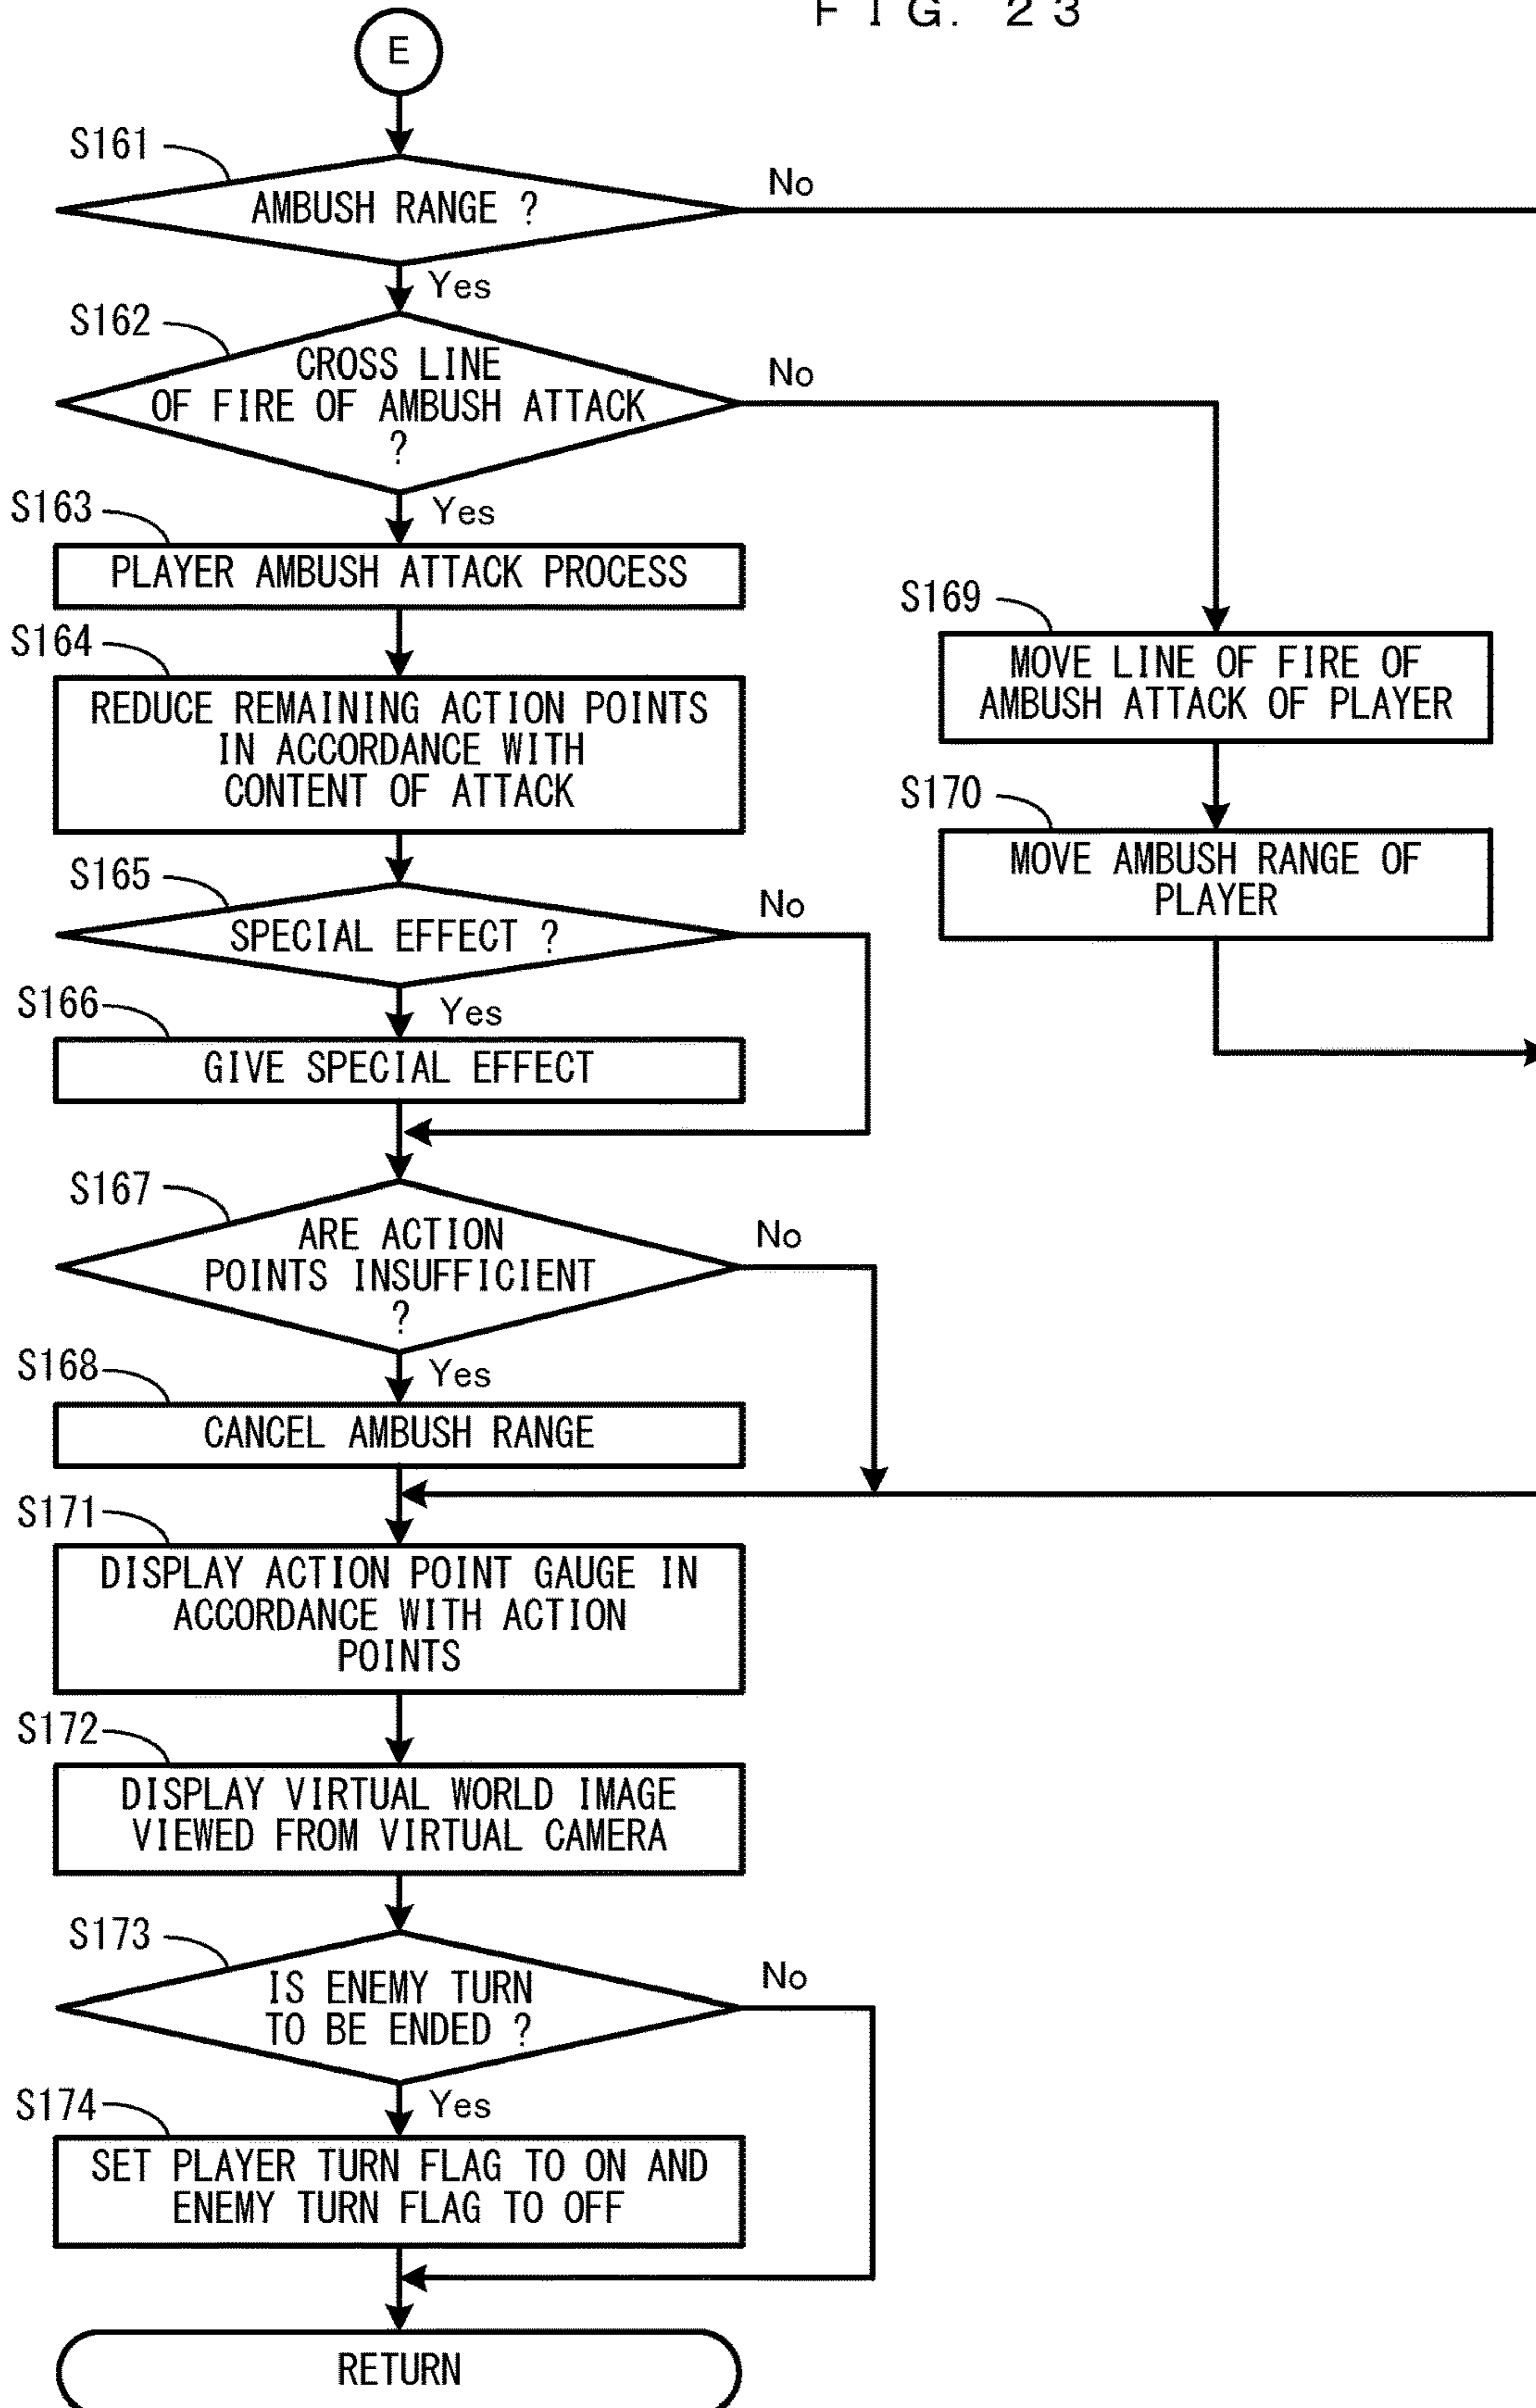 FIG. 23
E
S161
AMBUSH RANGE ?
No
Yes
S162
CROSS LINE
OF FIRE OF AMBUSH ATTACK
?
No
Yes
S163
PLAYER AMBUSH ATTACK PROCESS
S164
REDUCE REMAINING ACTION POINTS
IN ACCORDANCE WITH
CONTENT OF ATTACK
S165
SPECIAL EFFECT ?
No
Yes
S166
GIVE SPECIAL EFFECT
S167
ARE ACTION
POINTS INSUFFICIENT
?
No
Yes
S168
CANCEL AMBUSH RANGE
S169
MOVE LINE OF FIRE OF
AMBUSH ATTACK OF PLAYER
S170
MOVE AMBUSH RANGE OF
PLAYER
S171
DISPLAY ACTION POINT GAUGE IN
ACCORDANCE WITH ACTION
POINTS
S172
DISPLAY VIRTUAL WORLD IMAGE
VIEWED FROM VIRTUAL CAMERA
S173
IS ENEMY TURN
TO BE ENDED ?
No
Yes
S174
SET PLAYER TURN FLAG TO ON AND
ENEMY TURN FLAG TO OFF
RETURN